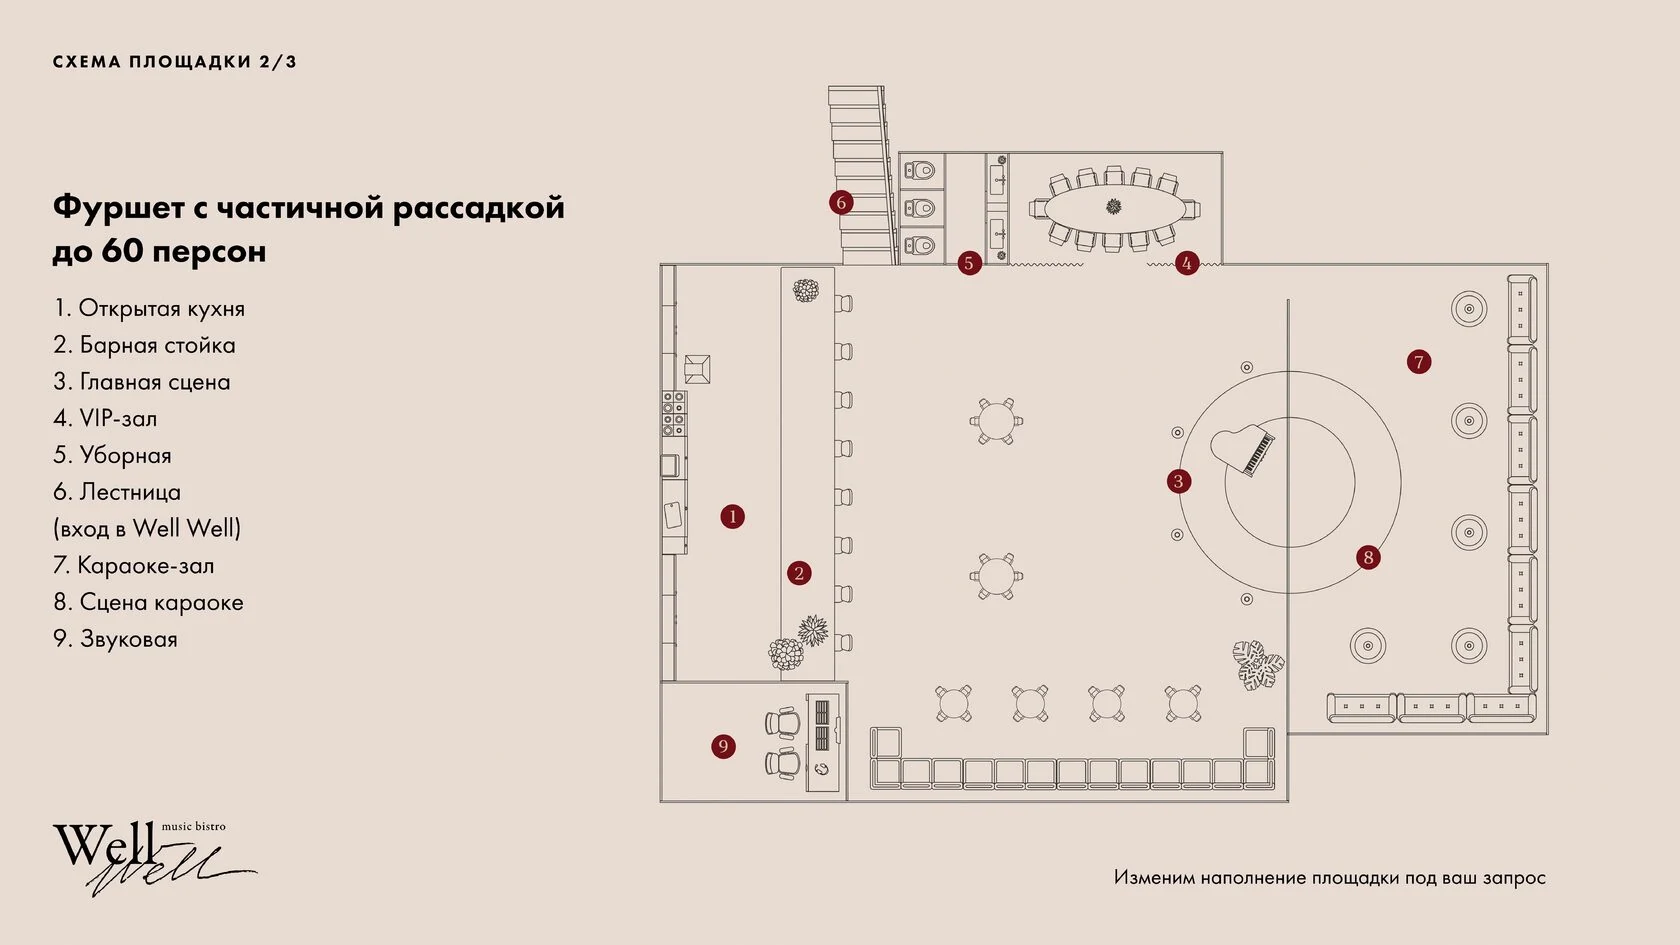 СХЕМА ПЛОЩАДКИ 2/3
Фуршет с частичной рассадкой
до 60 персон
1. Открытая кухня
2. Барная стойка
3. Главная сцена
4. VIP-зал
5. Уборная
6. Лестница
(вход в Well Well)
7. Караоке-зал
8. Сцена караоке
9. Звуковая
6
5
4
7
3
1
8
2
9
Well music bistro
Well
Изменим наполнение площадки под ваш запрос